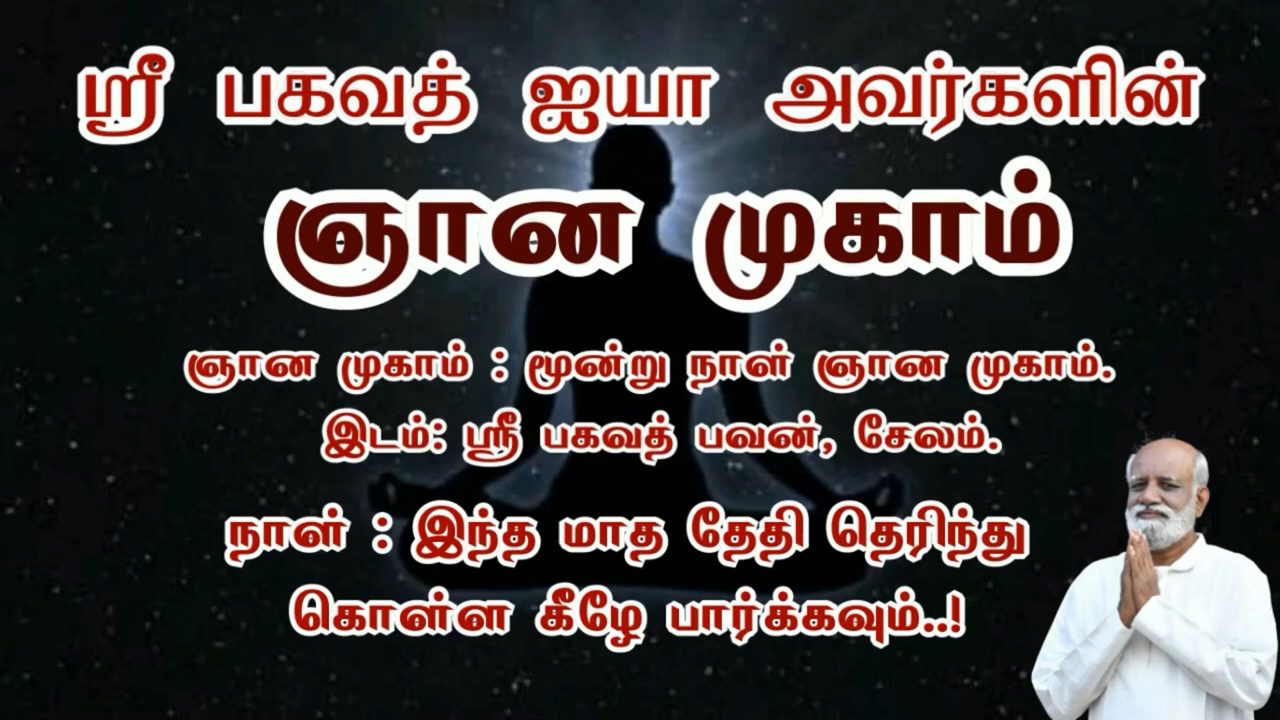 ஸ்ரீ பகவத் ஐயா அவர்களின்
ஞான முகாம்
ஞான முகாம் : மூன்று நாள் ஞான முகாம்.
இடம்: ஸ்ரீ பகவத் பவன், சேலம்.
நாள் : இந்த மாத தேதி தெரிந்து
கொள்ள கீழே பார்க்கவும்..!